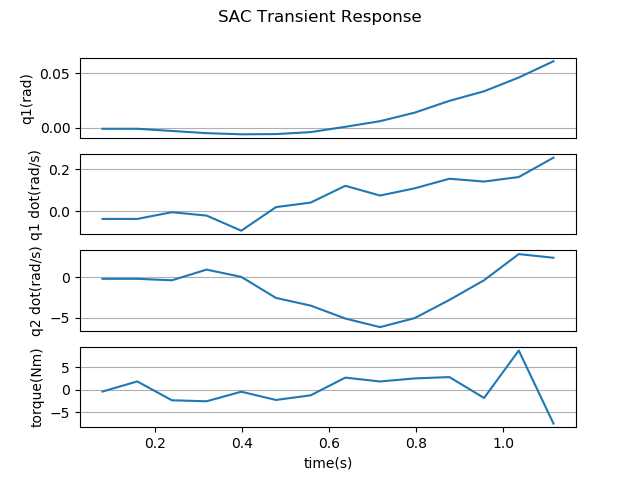 SAC Transient Response
q1(rad)
0.05
0.00
q1 dot(rad/s)
0.2
0.0
q2 dot(rad/s)
0
−5
torque(Nm)
5
0
−5
0.2 0.4 0.6 0.8 1.0
time(s)